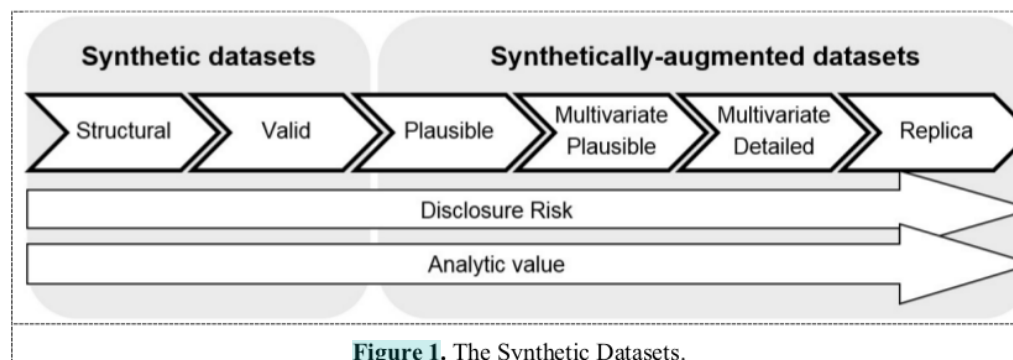 Synthetic datasets
Synthetically-augmented datasets
Structural
Valid
Plausible
Multivariate
Plausible
Multivariate
Detailed
Replica
Disclosure Risk
Analytic value
Figure 1. The Synthetic Datasets.